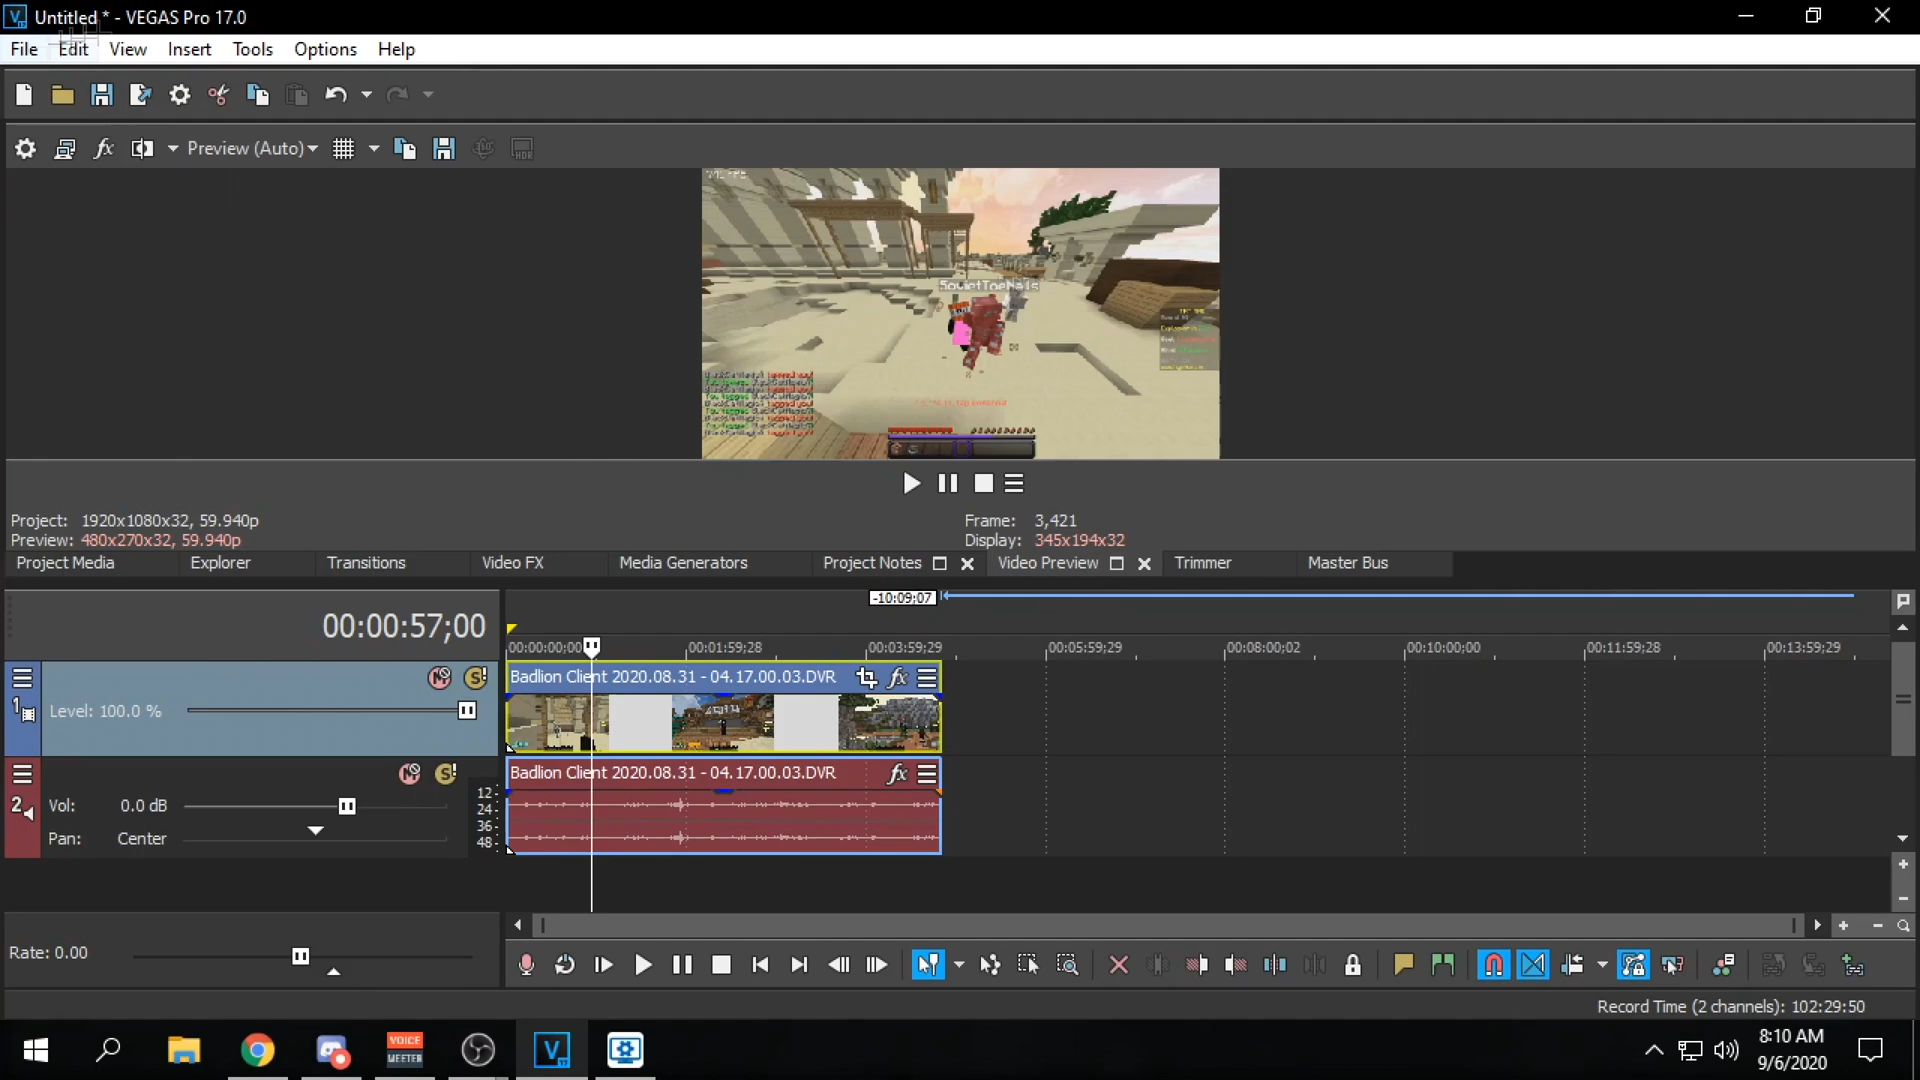 Untitled * - VEGAS Pro 17.0
File Edit View Insert Tools Options Help
Preview (Auto)
SovietToeNails
Project: 1920x1080x32, 59.940p
Preview: 480x270x32, 59.940p
Frame: 3,421
Display: 345x194x32
Project Media Explorer Transitions Video FX Media Generators Project Notes Video Preview Trimmer Master Bus
-10:09;07
00:00:57;00
00:00:00;00 00:01:59;28 00:03:59;29 00:05:59;29 00:08:00;02 00:10:00;00 00:11:59;28 00:13:59;29
1
Level: 100.0 %
Badlion Client 2020.08.31 - 04.17.00.03.DVR
2
Vol: 0.0 dB
Pan: Center
12
24
36
48
Badlion Client 2020.08.31 - 04.17.00.03.DVR
Rate: 0.00
Record Time (2 channels): 102:29:50
VOICE
MEETER
8:10 AM
9/6/2020